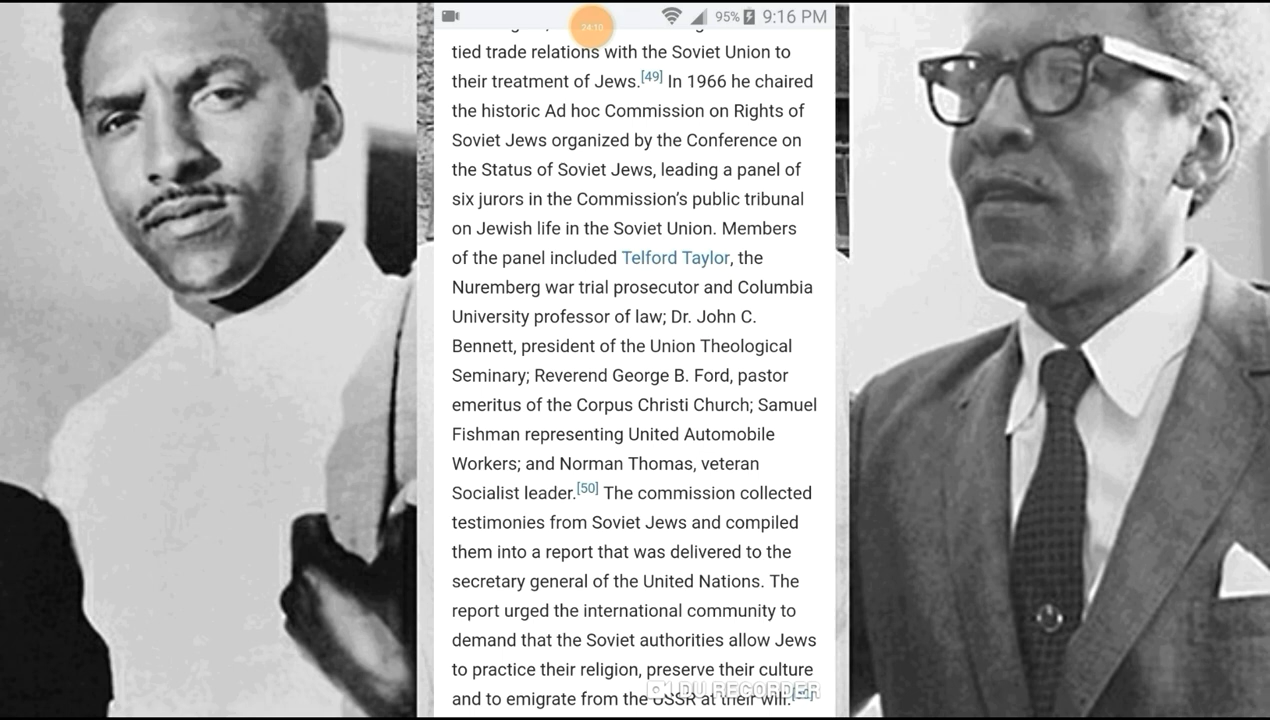 95% 9:16 PM
24:10
tied trade relations with the Soviet Union to
their treatment of Jews.[49] In 1966 he chaired
the historic Ad hoc Commission on Rights of
Soviet Jews organized by the Conference on
the Status of Soviet Jews, leading a panel of
six jurors in the Commission’s public tribunal
on Jewish life in the Soviet Union. Members
of the panel included Telford Taylor, the
Nuremberg war trial prosecutor and Columbia
University professor of law; Dr. John C.
Bennett, president of the Union Theological
Seminary; Reverend George B. Ford, pastor
emeritus of the Corpus Christi Church; Samuel
Fishman representing United Automobile
Workers; and Norman Thomas, veteran
Socialist leader.[50] The commission collected
testimonies from Soviet Jews and compiled
them into a report that was delivered to the
secretary general of the United Nations. The
report urged the international community to
demand that the Soviet authorities allow Jews
to practice their religion, preserve their culture
and to emigrate from the USSR at their will.[51]
DU RECORDER